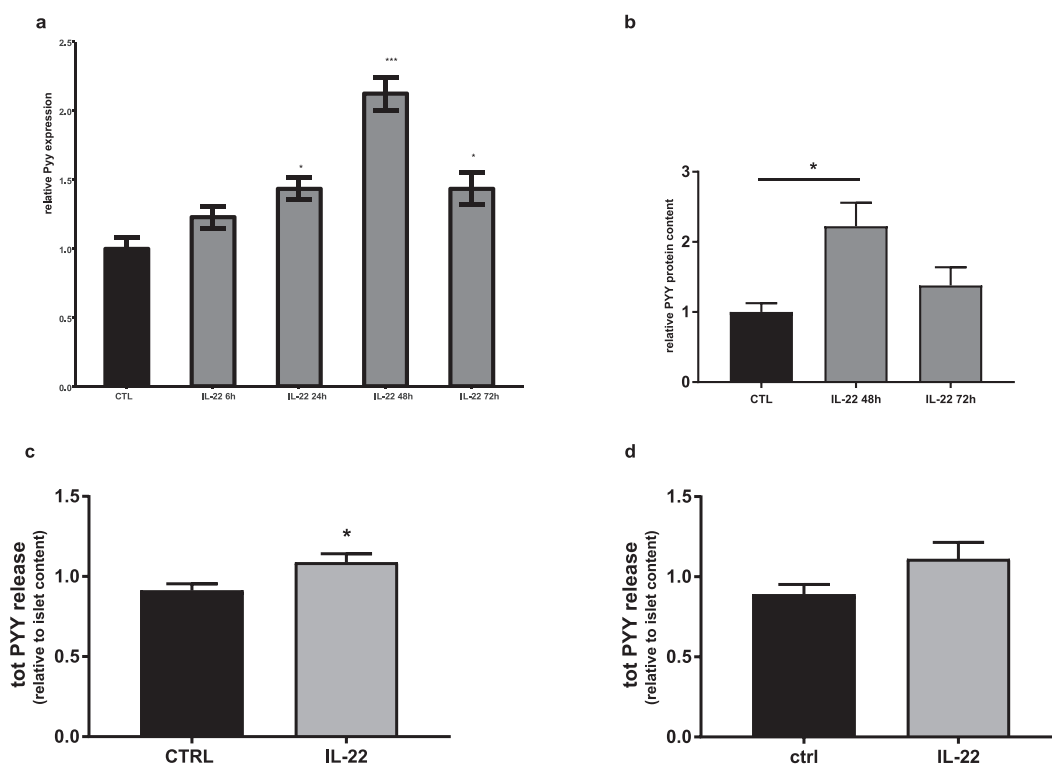 a
relative Pyy expression
2.5
2.0
1.5
1.0
0.5
0.0
*
***
*
CTL
IL-22 6h
IL-22 24h
IL-22 48h
IL-22 72h
b
relative PYY protein content
3
2
1
0
*
CTL
IL-22 48h
IL-22 72h
c
tot PYY release
(relative to islet content)
1.5
1.0
0.5
0.0
*
CTRL
IL-22
d
tot PYY release
(relative to islet content)
1.5
1.0
0.5
0.0
ctrl
IL-22